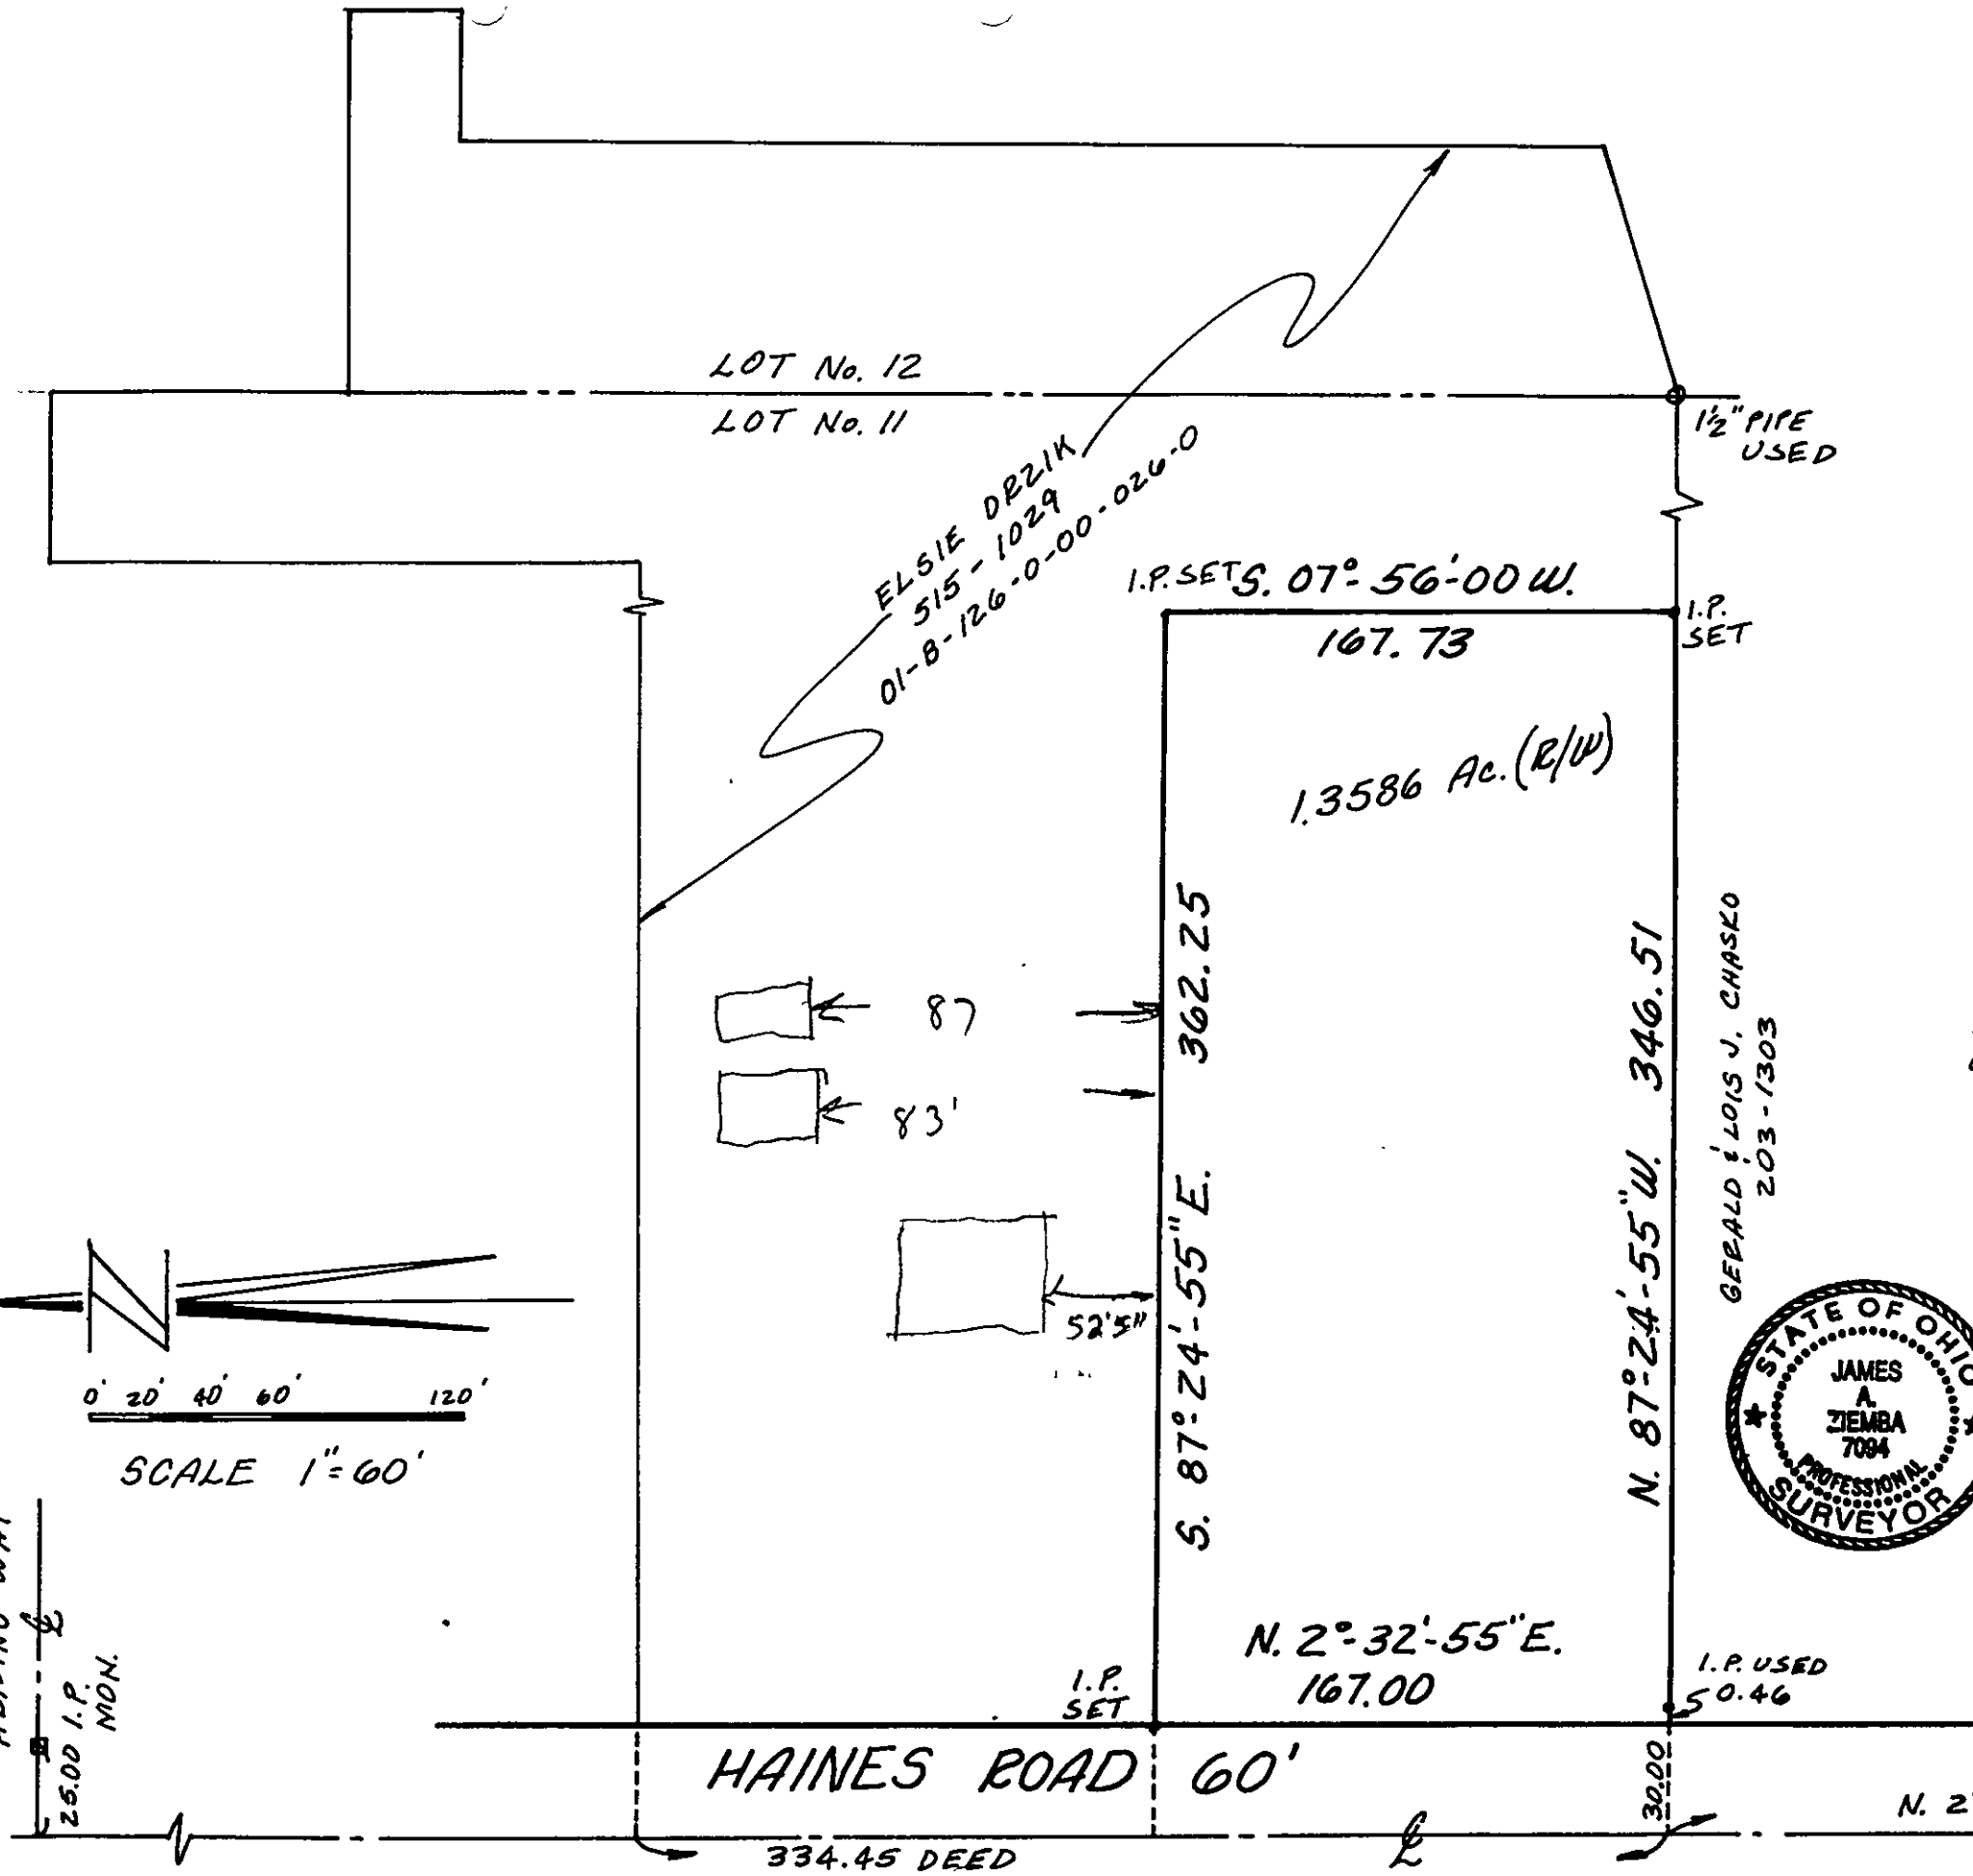 LOT No. 12
LOT No. 11
1½" PIPE
USED
ELSIE DRZIK
515-1029
01-B-126-0-00-026-0
I.P. SET
S. 07°-56'-00 W.
167.73
I.P.
SET
1.3586 Ac. (R/W)
87
83'
52'5"
S. 87°-24'-55" E. 362.25
N. 87°-24'-55" W. 346.51
GERALD & LOIS J. CHASKO
203-1303
N
0' 20' 40' 60' 120'
SCALE 1"=60'
STATE OF OHIO
JAMES
A.
ZIEMBA
7094
PROFESSIONAL
SURVEYOR
25.00 I.P.
MON.
N. 2°-32'-55" E.
167.00
I.P.
SET
I.P. USED
S 0.46
HAINES ROAD 60'
30.00
N. 2°
334.45 DEED